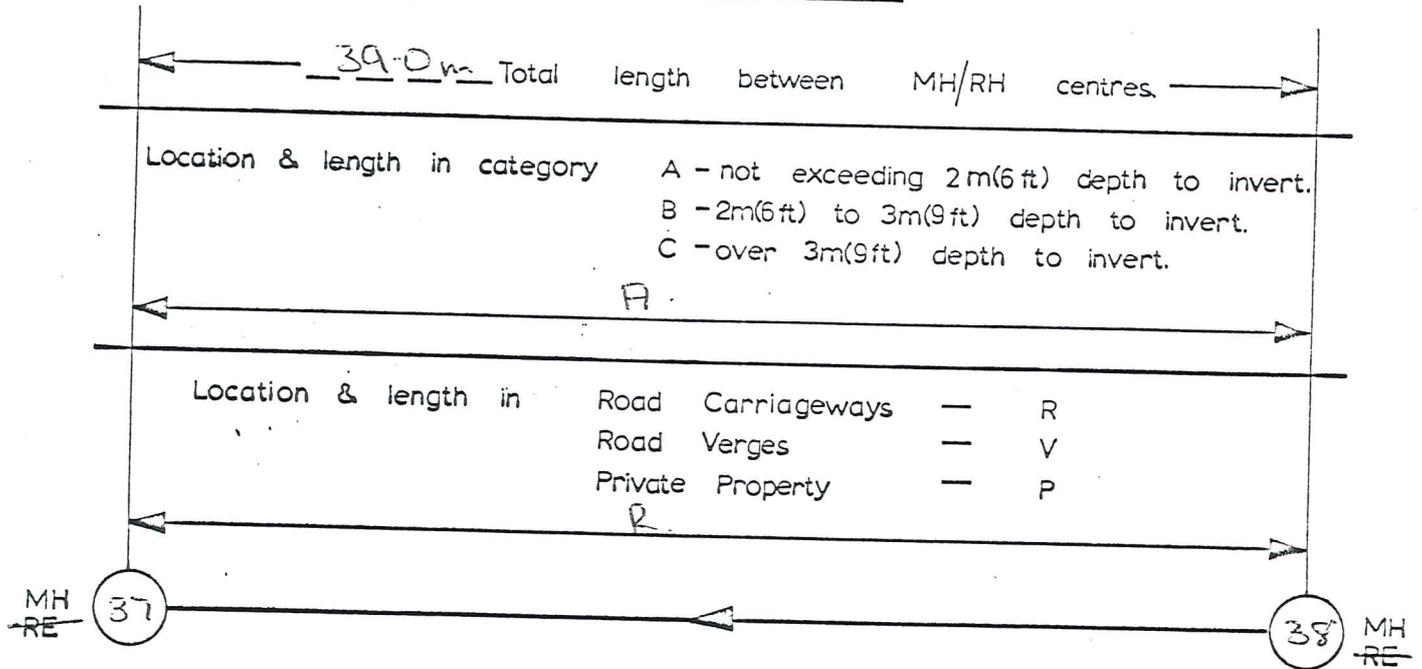 39.0m Total length between MH/RH centres.
Location & length in category A - not exceeding 2m(6ft) depth to invert.
B - 2m(6ft) to 3m(9ft) depth to invert.
C - over 3m(9ft) depth to invert.
A.
Location & length in Road Carriageways — R
Road Verges — V
Private Property — P
R.
MH 37 38 MH
RE RE